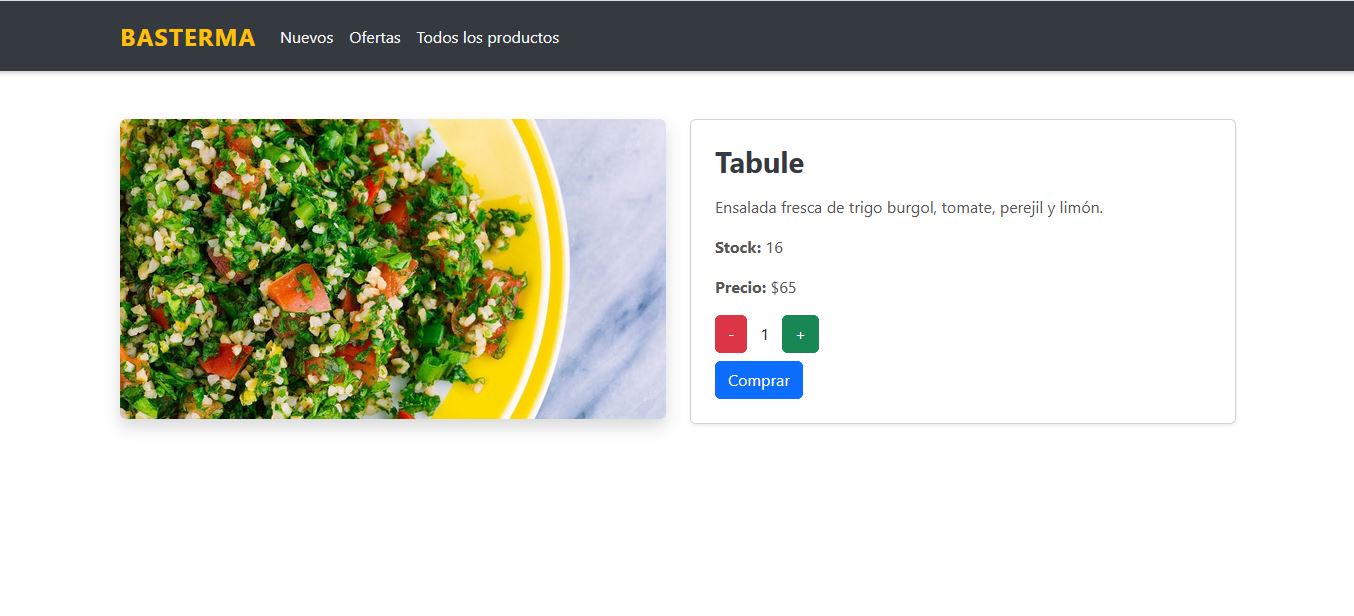 BASTERMA Nuevos Ofertas Todos los productos
Tabule
Ensalada fresca de trigo burgol, tomate, perejil y limón.
Stock: 16
Precio: $65
- 1 +
Comprar